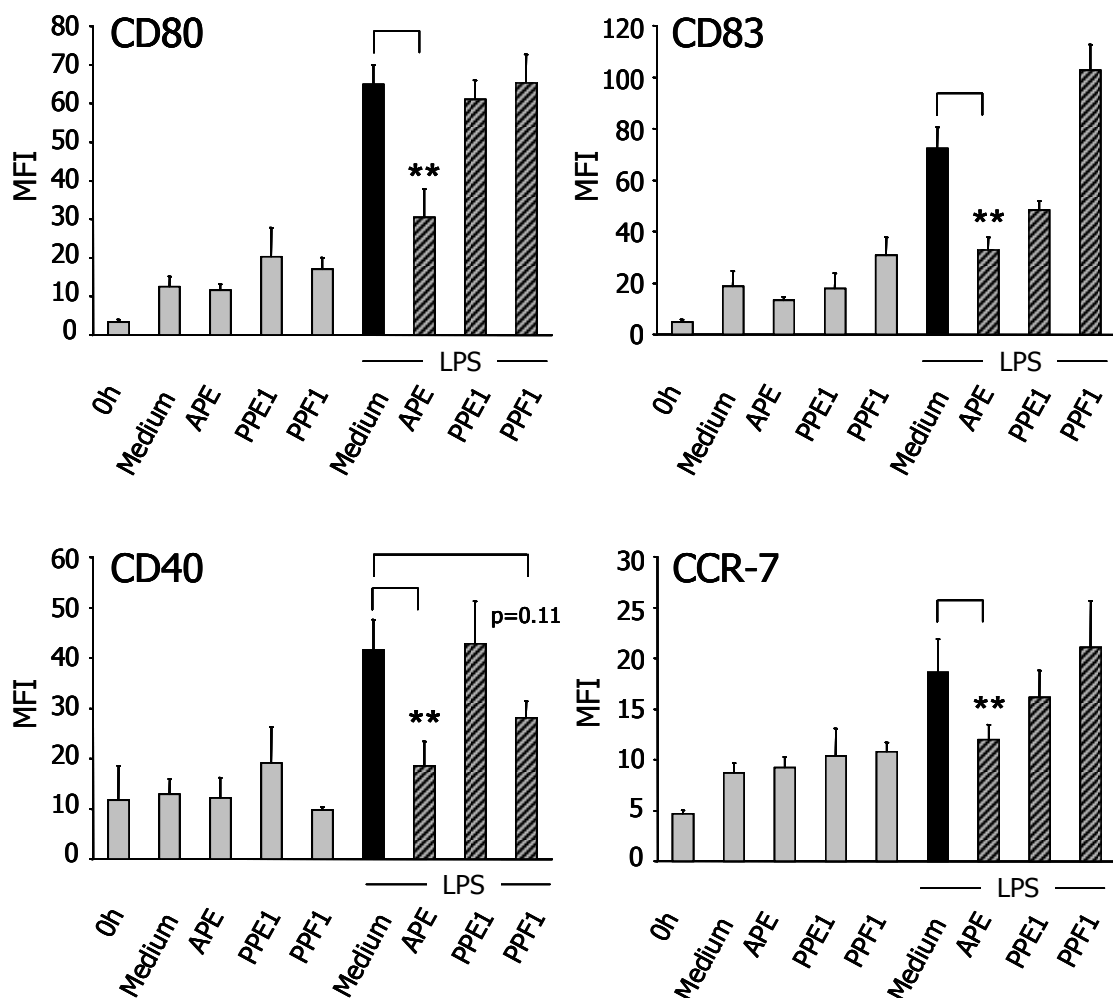 CD80
80
70
60
50
40
30
20
10
0
MFI
**
LPS
0h
Medium
APE
PPE1
PPF1
Medium
APE
PPE1
PPF1
CD83
120
100
80
60
40
20
0
MFI
**
LPS
0h
Medium
APE
PPE1
PPF1
Medium
APE
PPE1
PPF1
CD40
60
50
40
30
20
10
0
MFI
**
p=0.11
LPS
0h
Medium
APE
PPE1
PPF1
Medium
APE
PPE1
PPF1
CCR-7
30
25
20
15
10
5
0
MFI
**
LPS
0h
Medium
APE
PPE1
PPF1
Medium
APE
PPE1
PPF1